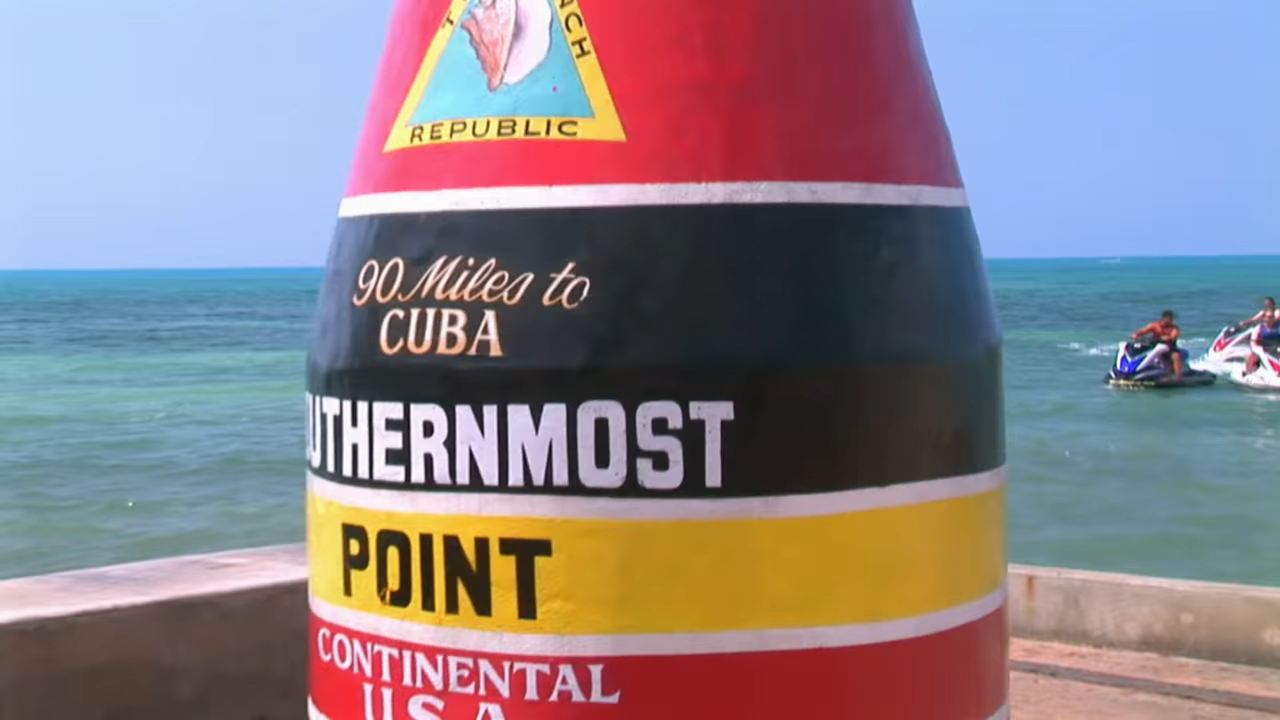 REPUBLIC
90 Miles to
CUBA
UTHERNMOST
POINT
CONTINENTAL
U.S.A.